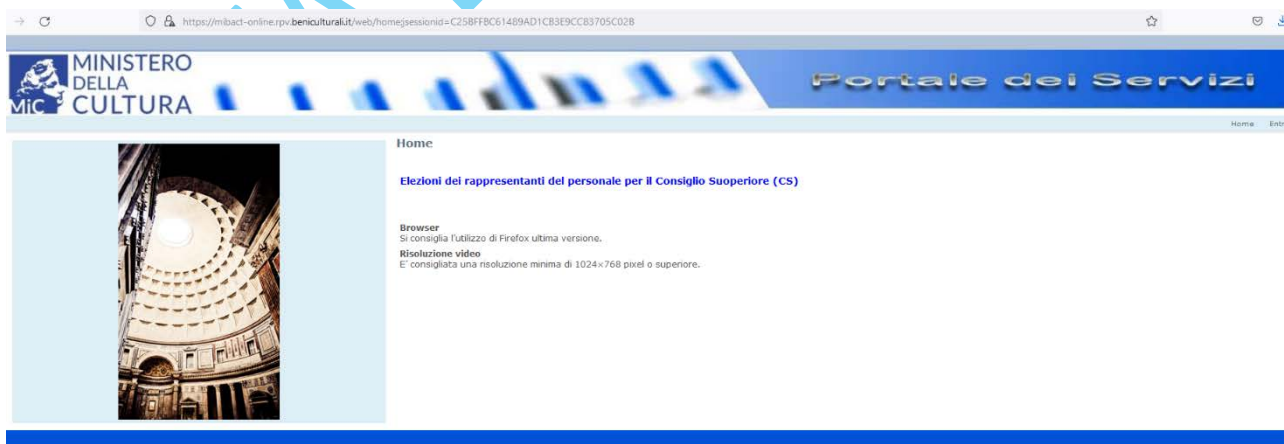 https://mibact-online.rpv.beniculturali.it/web/home;jsessionid=C25BFFBC61489AD1CB3E9CCB3705C02B
MINISTERO
DELLA
CULTURA
MiC
Portale dei Servizi
Home Entr
Home
Elezioni dei rappresentanti del personale per il Consiglio Suoperiore (CS)
Browser
Si consiglia l'utilizzo di Firefox ultima versione.
Risoluzione video
E' consigliata una risoluzione minima di 1024×768 pixel o superiore.